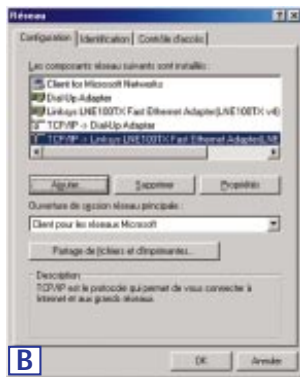 Réseau
Configuration Identification Contrôle d'accès
Les composants réseau suivants sont installés :
Client for Microsoft Networks
Dial-Up Adapter
Linksys LNE100TX Fast Ethernet Adapter(LNE100TX v4)
TCP/IP -> Dial-Up Adapter
TCP/IP -> Linksys LNE100TX Fast Ethernet Adapter(LNE
Ajouter... Supprimer Propriétés
Ouverture de session réseau principale :
Client pour les réseaux Microsoft
Partage de fichiers et d'imprimantes...
Description
TCP/IP est le protocole qui permet de vous connecter à
Internet et aux grands réseaux.
OK Annuler
B